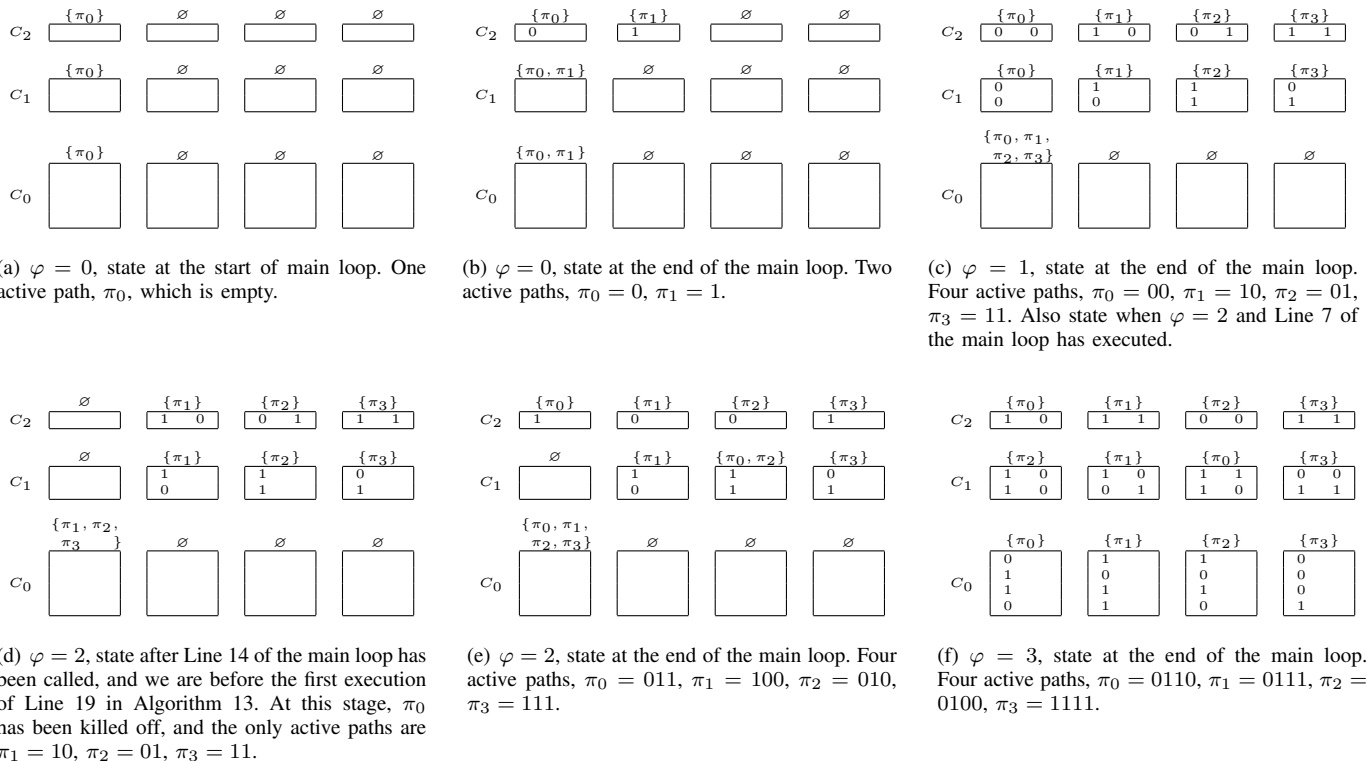 {π₀} ∅ ∅ ∅
C₂
{π₀} ∅ ∅ ∅
C₁
{π₀} ∅ ∅ ∅
C₀
(a) φ = 0, state at the start of main loop. One
active path, π₀, which is empty.
{π₀} {π₁} ∅ ∅
C₂ 0 1
{π₀, π₁} ∅ ∅ ∅
C₁
{π₀, π₁} ∅ ∅ ∅
C₀
(b) φ = 0, state at the end of the main loop. Two
active paths, π₀ = 0, π₁ = 1.
{π₀} {π₁} {π₂} {π₃}
C₂ 0 0 1 0 0 1 1 1
{π₀} {π₁} {π₂} {π₃}
0 1 1 0
C₁
0 0 1 1
{π₀, π₁,
π₂, π₃} ∅ ∅ ∅
C₀
(c) φ = 1, state at the end of the main loop.
Four active paths, π₀ = 00, π₁ = 10, π₂ = 01,
π₃ = 11. Also state when φ = 2 and Line 7 of
the main loop has executed.
∅ {π₁} {π₂} {π₃}
C₂ 1 0 0 1 1 1
∅ {π₁} {π₂} {π₃}
1 1 0
C₁
0 1 1
{π₁, π₂,
π₃ } ∅ ∅ ∅
C₀
(d) φ = 2, state after Line 14 of the main loop has
been called, and we are before the first execution
of Line 19 in Algorithm 13. At this stage, π₀
has been killed off, and the only active paths are
π₁ = 10, π₂ = 01, π₃ = 11.
{π₀} {π₁} {π₂} {π₃}
C₂ 1 0 0 1
∅ {π₁} {π₀, π₂} {π₃}
1 1 0
C₁
0 1 1
{π₀, π₁,
π₂, π₃} ∅ ∅ ∅
C₀
(e) φ = 2, state at the end of the main loop. Four
active paths, π₀ = 011, π₁ = 100, π₂ = 010,
π₃ = 111.
{π₀} {π₁} {π₂} {π₃}
C₂ 1 0 1 1 0 0 1 1
{π₂} {π₁} {π₀} {π₃}
1 0 1 0 1 1 0 0
C₁
1 0 0 1 1 0 1 1
{π₀} {π₁} {π₂} {π₃}
0 1 1 0
1 0 0 0
C₀
1 1 1 0
0 1 0 1
(f) φ = 3, state at the end of the main loop.
Four active paths, π₀ = 0110, π₁ = 0111, π₂ =
0100, π₃ = 1111.